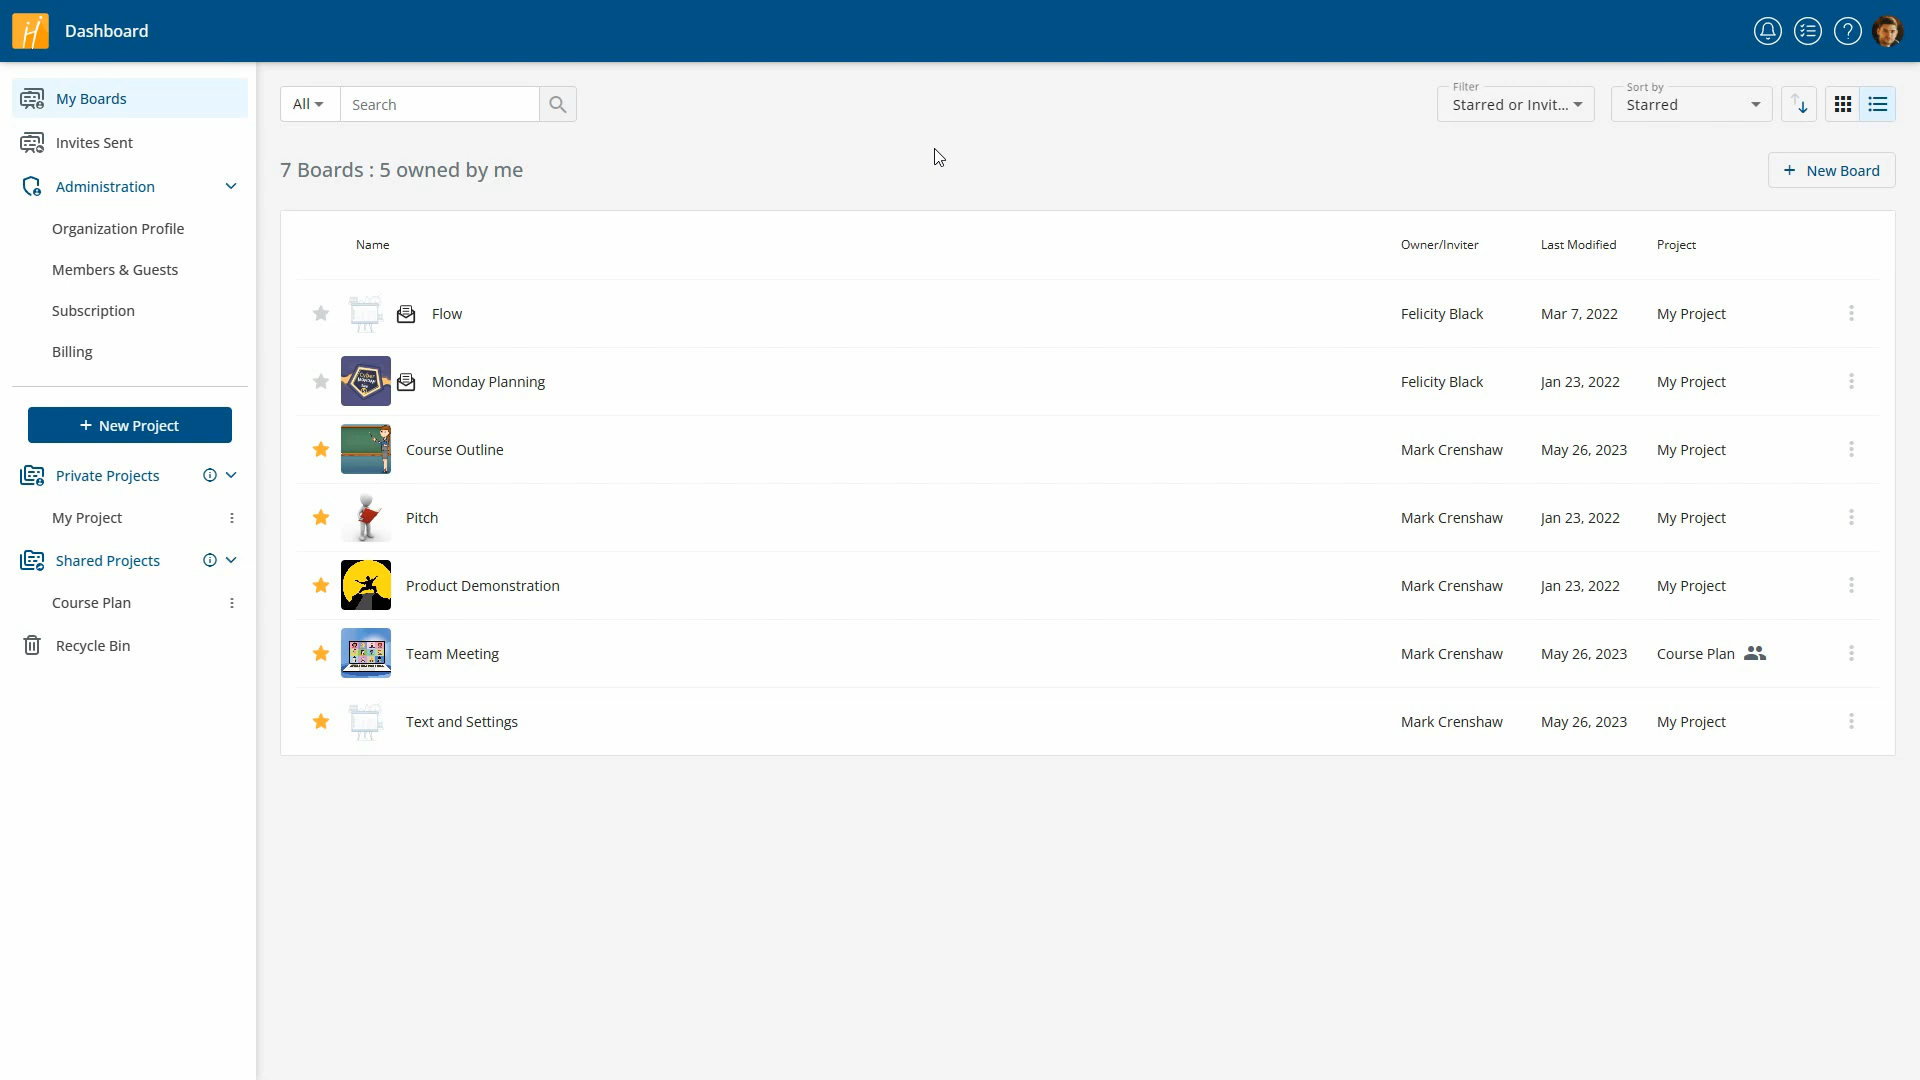 Dashboard
My Boards
Invites Sent
Administration
Organization Profile
Members & Guests
Subscription
Billing
+ New Project
Private Projects
My Project
Shared Projects
Course Plan
Recycle Bin
All Search
Filter
Starred or Invit...
Sort by
Starred
7 Boards : 5 owned by me
+ New Board
Name Owner/Inviter Last Modified Project
Flow Felicity Black Mar 7, 2022 My Project
Monday Planning Felicity Black Jan 23, 2022 My Project
Course Outline Mark Crenshaw May 26, 2023 My Project
Pitch Mark Crenshaw Jan 23, 2022 My Project
Product Demonstration Mark Crenshaw Jan 23, 2022 My Project
Team Meeting Mark Crenshaw May 26, 2023 Course Plan
Text and Settings Mark Crenshaw May 26, 2023 My Project